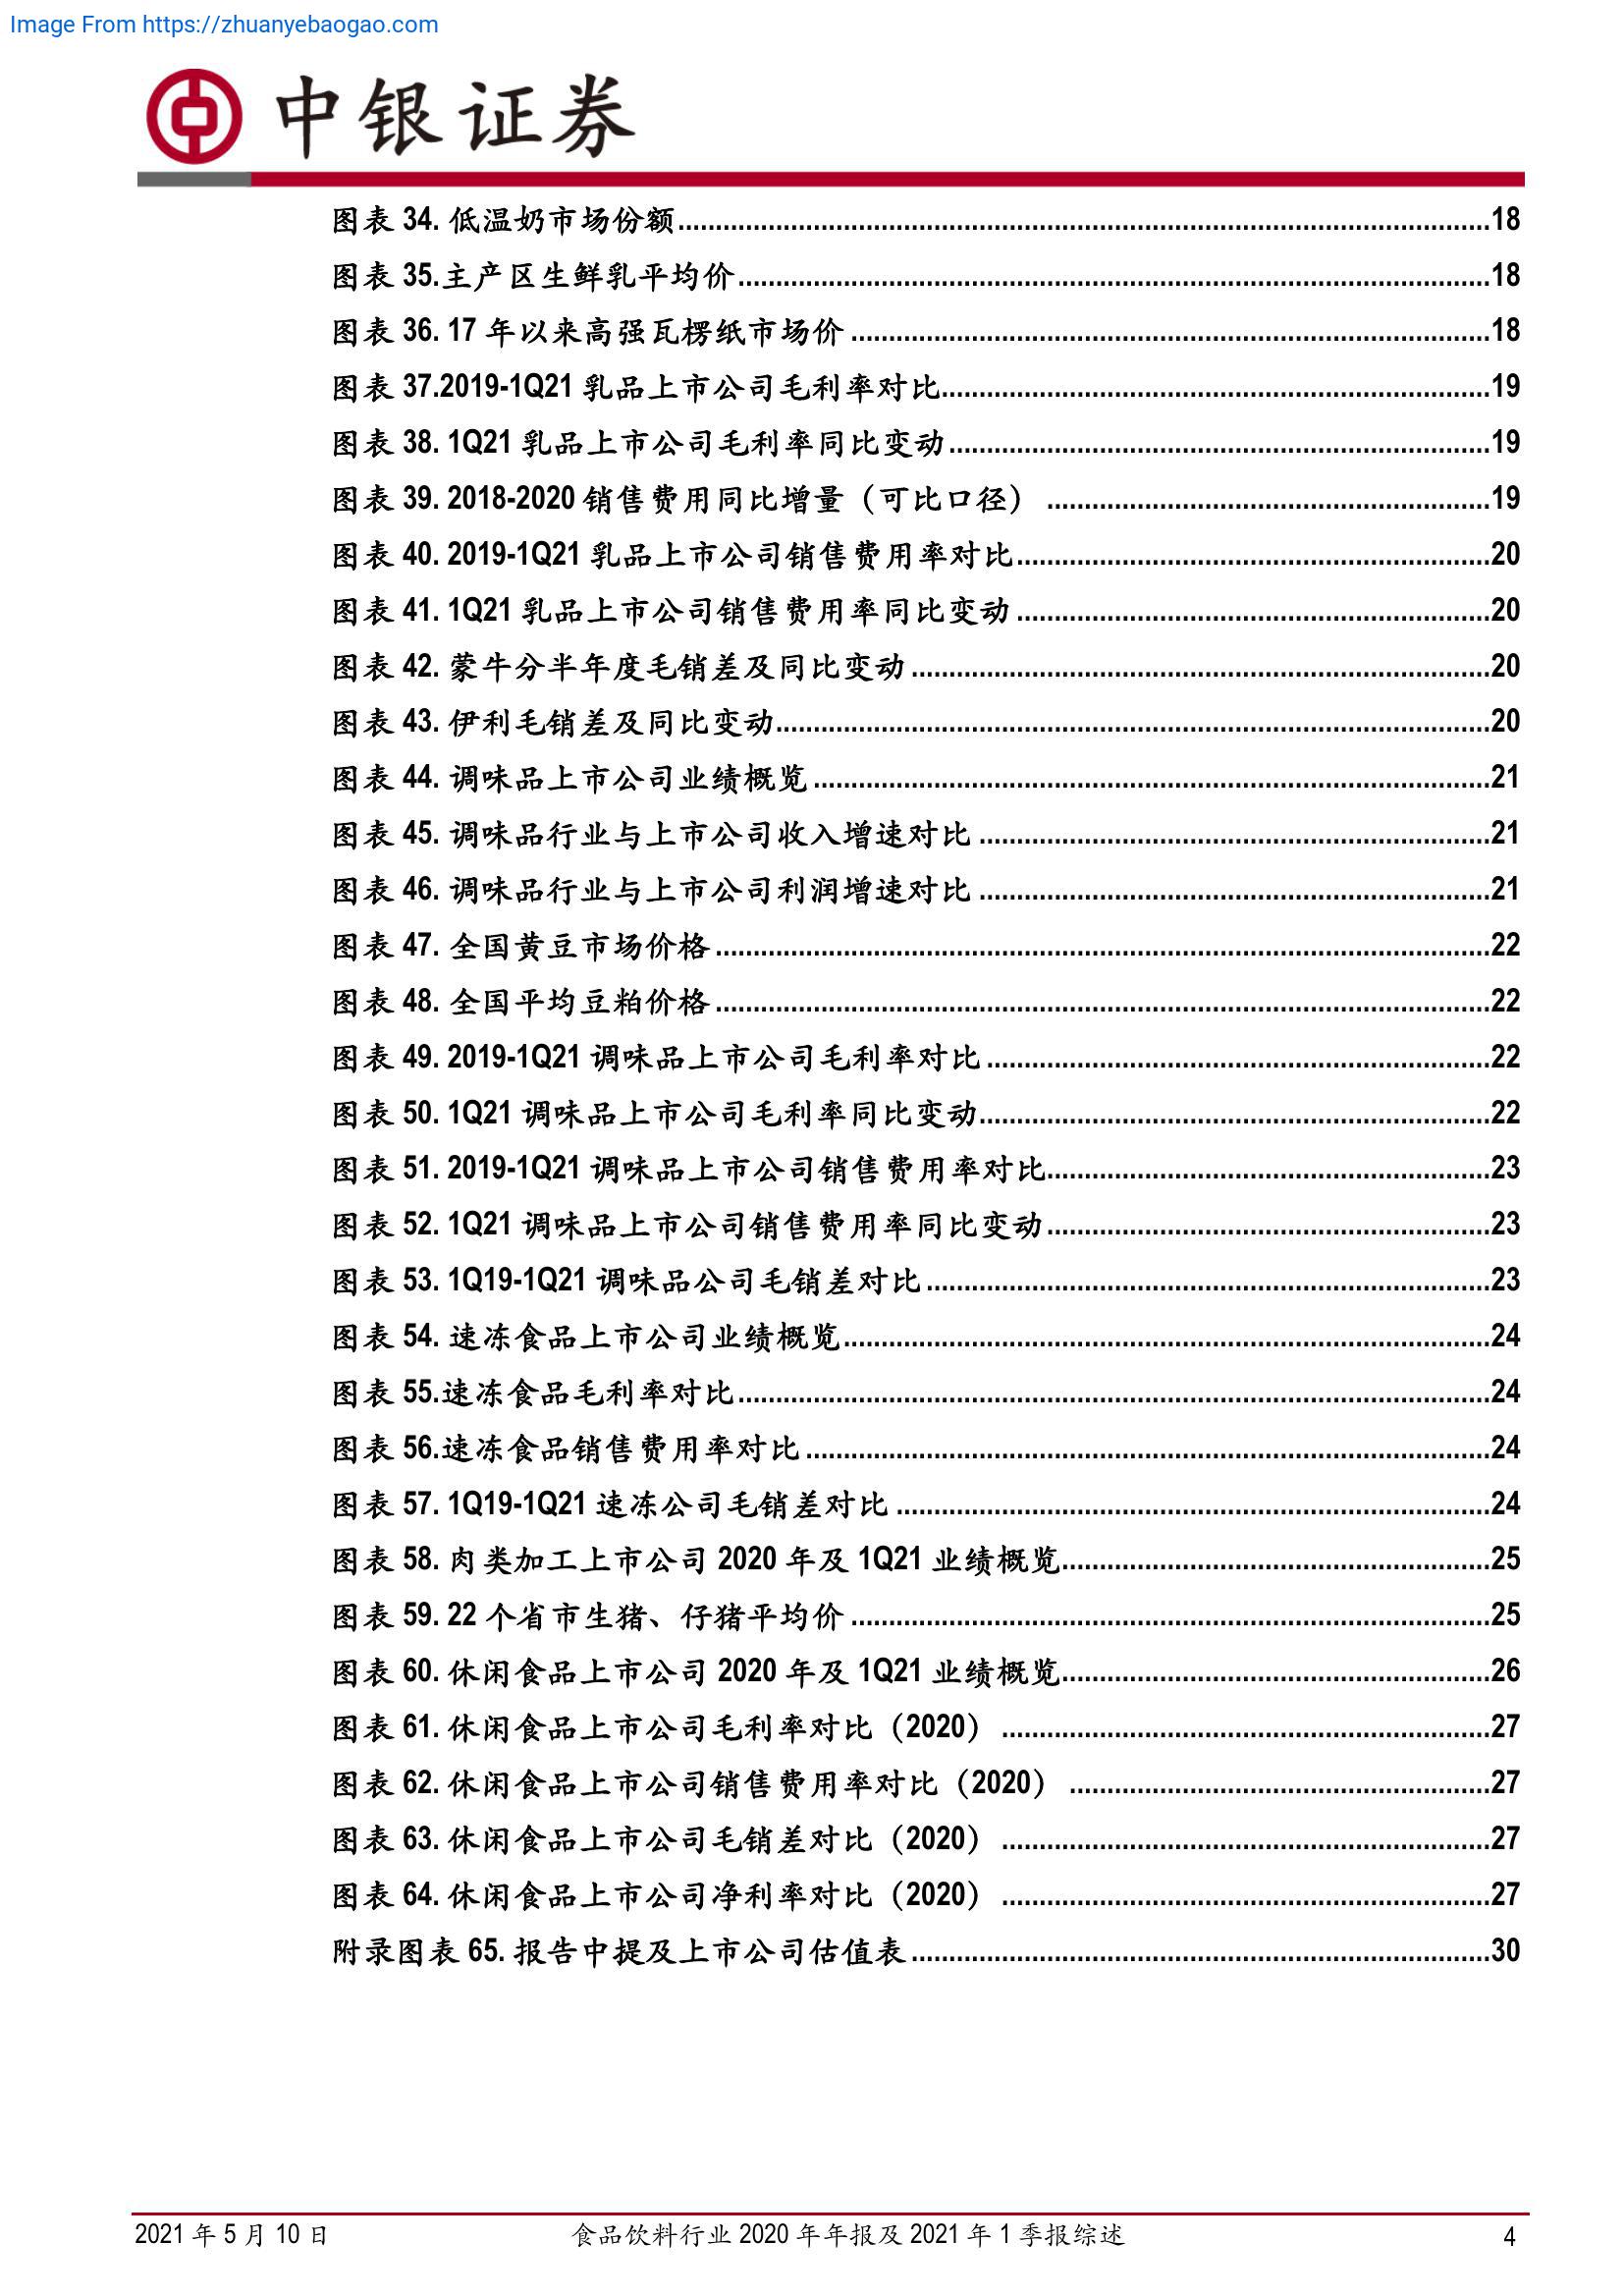 Image From https://zhuanyebaogao.com
中银证券
图表 34. 低温奶市场份额..........18
图表 35.主产区生鲜乳平均价..........18
图表 36. 17 年以来高强瓦楞纸市场价..........18
图表 37.2019-1Q21 乳品上市公司毛利率对比..........19
图表 38. 1Q21 乳品上市公司毛利率同比变动..........19
图表 39. 2018-2020 销售费用同比增量（可比口径）..........19
图表 40. 2019-1Q21 乳品上市公司销售费用率对比..........20
图表 41. 1Q21 乳品上市公司销售费用率同比变动..........20
图表 42. 蒙牛分半年度毛销差及同比变动..........20
图表 43. 伊利毛销差及同比变动..........20
图表 44. 调味品上市公司业绩概览..........21
图表 45. 调味品行业与上市公司收入增速对比..........21
图表 46. 调味品行业与上市公司利润增速对比..........21
图表 47. 全国黄豆市场价格..........22
图表 48. 全国平均豆粕价格..........22
图表 49. 2019-1Q21 调味品上市公司毛利率对比..........22
图表 50. 1Q21 调味品上市公司毛利率同比变动..........22
图表 51. 2019-1Q21 调味品上市公司销售费用率对比..........23
图表 52. 1Q21 调味品上市公司销售费用率同比变动..........23
图表 53. 1Q19-1Q21 调味品公司毛销差对比..........23
图表 54. 速冻食品上市公司业绩概览..........24
图表 55.速冻食品毛利率对比..........24
图表 56.速冻食品销售费用率对比..........24
图表 57. 1Q19-1Q21 速冻公司毛销差对比..........24
图表 58. 肉类加工上市公司 2020 年及 1Q21 业绩概览..........25
图表 59. 22 个省市生猪、仔猪平均价..........25
图表 60. 休闲食品上市公司 2020 年及 1Q21 业绩概览..........26
图表 61. 休闲食品上市公司毛利率对比（2020）..........27
图表 62. 休闲食品上市公司销售费用率对比（2020）..........27
图表 63. 休闲食品上市公司毛销差对比（2020）..........27
图表 64. 休闲食品上市公司净利率对比（2020）..........27
附录图表 65. 报告中提及上市公司估值表..........30
2021 年 5 月 10 日 食品饮料行业 2020 年年报及 2021 年 1 季报综述 4